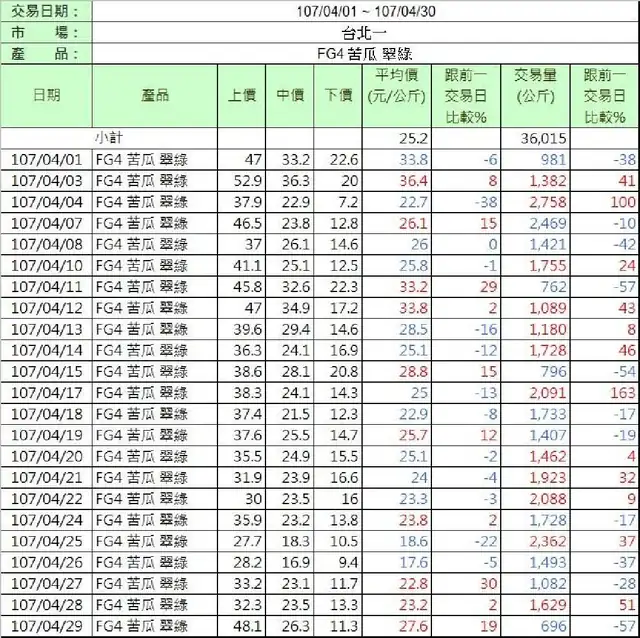 交易日期： 107/04/01 ~ 107/04/30
市 場： 台北一
產 品： FG4 苦瓜 翠綠
日期 產品 上價 中價 下價 平均價(元/公斤) 跟前一交易日比較% 交易量(公斤) 跟前一交易日比較%
小計 25.2 36,015
107/04/01 FG4 苦瓜 翠綠 47 33.2 22.6 33.8 -6 981 -38
107/04/03 FG4 苦瓜 翠綠 52.9 36.3 20 36.4 8 1,382 41
107/04/04 FG4 苦瓜 翠綠 37.9 22.9 7.2 22.7 -38 2,758 100
107/04/07 FG4 苦瓜 翠綠 46.5 23.8 12.8 26.1 15 2,469 -10
107/04/08 FG4 苦瓜 翠綠 37 26.1 14.6 26 0 1,421 -42
107/04/10 FG4 苦瓜 翠綠 41.1 25.1 12.5 25.8 -1 1,755 24
107/04/11 FG4 苦瓜 翠綠 45.8 32.6 22.3 33.2 29 762 -57
107/04/12 FG4 苦瓜 翠綠 47 34.9 17.2 33.8 2 1,089 43
107/04/13 FG4 苦瓜 翠綠 39.6 29.4 14.6 28.5 -16 1,180 8
107/04/14 FG4 苦瓜 翠綠 36.3 24.1 16.9 25.1 -12 1,728 46
107/04/15 FG4 苦瓜 翠綠 38.6 28.1 20.8 28.8 15 796 -54
107/04/17 FG4 苦瓜 翠綠 38.3 24.1 14.3 25 -13 2,091 163
107/04/18 FG4 苦瓜 翠綠 37.4 21.5 12.3 22.9 -8 1,733 -17
107/04/19 FG4 苦瓜 翠綠 37.6 25.5 14.7 25.7 12 1,407 -19
107/04/20 FG4 苦瓜 翠綠 35.5 24.9 15.5 25.1 -2 1,462 4
107/04/21 FG4 苦瓜 翠綠 31.9 23.9 16.6 24 -4 1,923 32
107/04/22 FG4 苦瓜 翠綠 30 23.5 16 23.3 -3 2,088 9
107/04/24 FG4 苦瓜 翠綠 35.9 23.2 13.8 23.8 2 1,728 -17
107/04/25 FG4 苦瓜 翠綠 27.7 18.3 10.5 18.6 -22 2,362 37
107/04/26 FG4 苦瓜 翠綠 28.2 16.9 9.4 17.6 -5 1,493 -37
107/04/27 FG4 苦瓜 翠綠 33.2 23.1 11.7 22.8 30 1,082 -28
107/04/28 FG4 苦瓜 翠綠 32.3 23.5 13.3 23.2 2 1,629 51
107/04/29 FG4 苦瓜 翠綠 48.1 26.3 11.3 27.6 19 696 -57